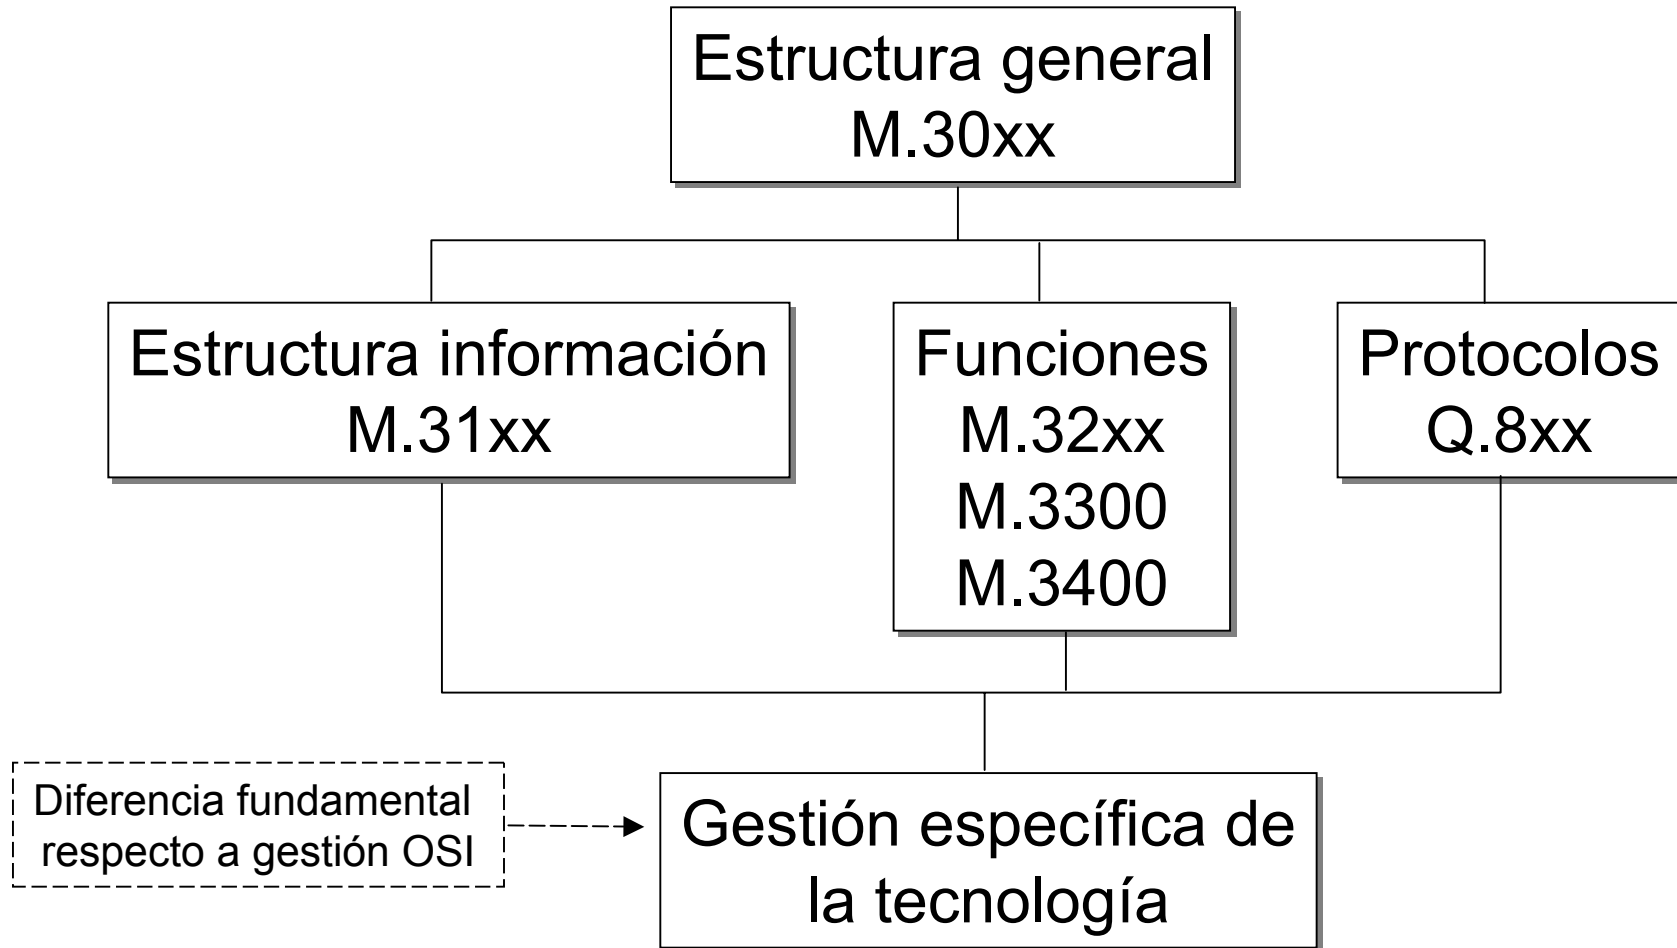 Estructura general
M.30xx
Estructura información
M.31xx
Funciones
M.32xx
M.3300
M.3400
Protocolos
Q.8xx
Diferencia fundamental
respecto a gestión OSI
Gestión específica de
la tecnología